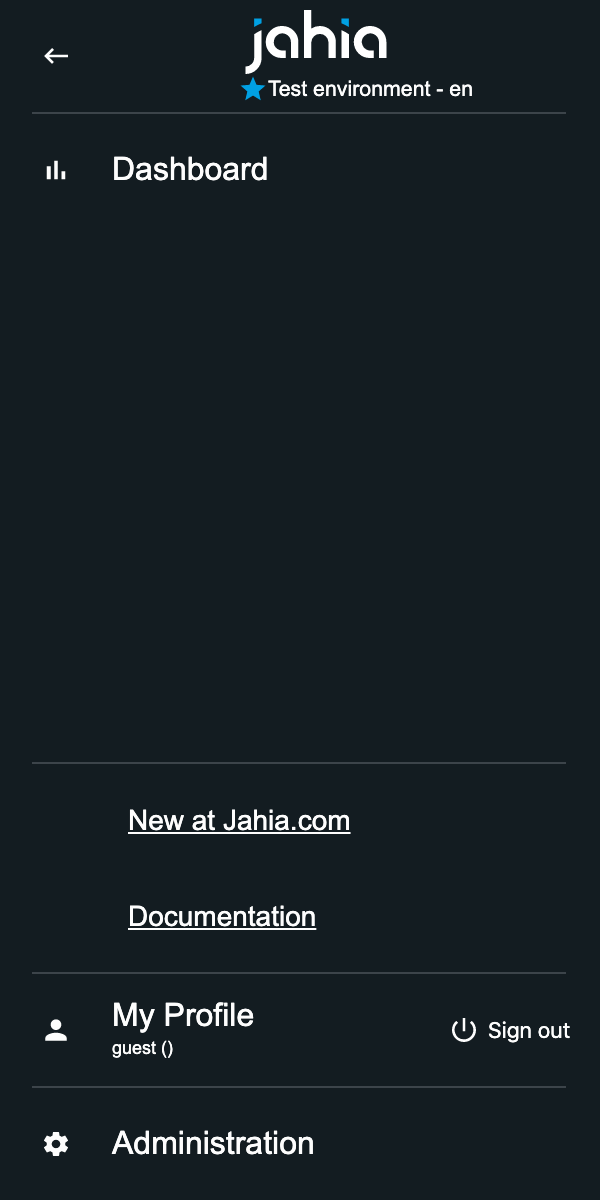 jahia
Test environment - en
Dashboard
New at Jahia.com
Documentation
My Profile
guest ()
Sign out
Administration